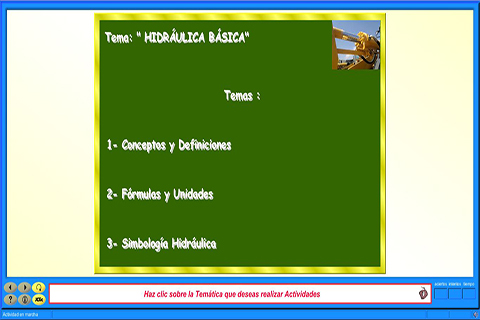 Tema: " HIDRÁULICA BÁSICA"
Temas :
1- Conceptos y Definiciones
2- Fórmulas y Unidades
3- Simbología Hidráulica
Haz clic sobre la Temática que deseas realizar Actividades
Actividad en marcha